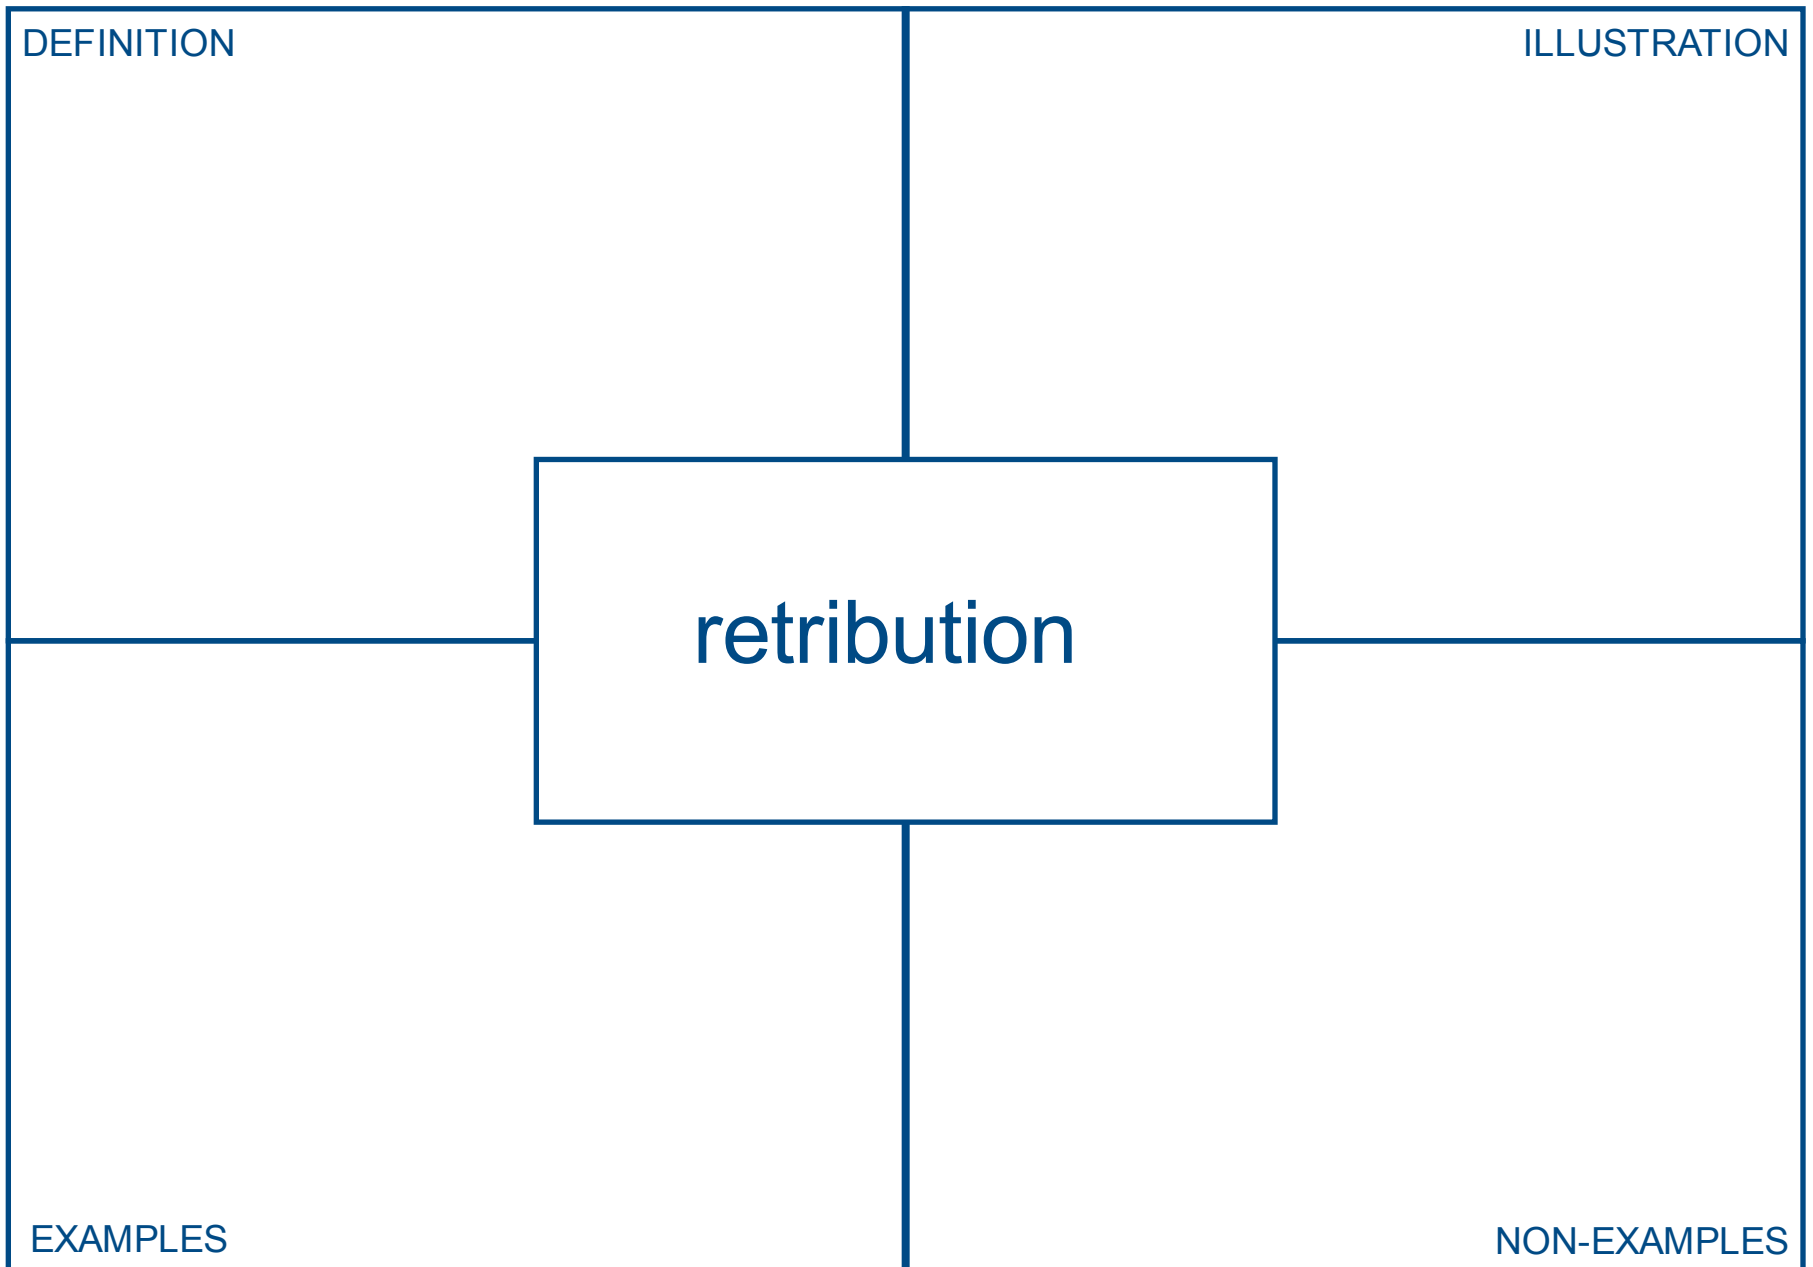 DEFINITION
ILLUSTRATION
retribution
EXAMPLES
NON-EXAMPLES